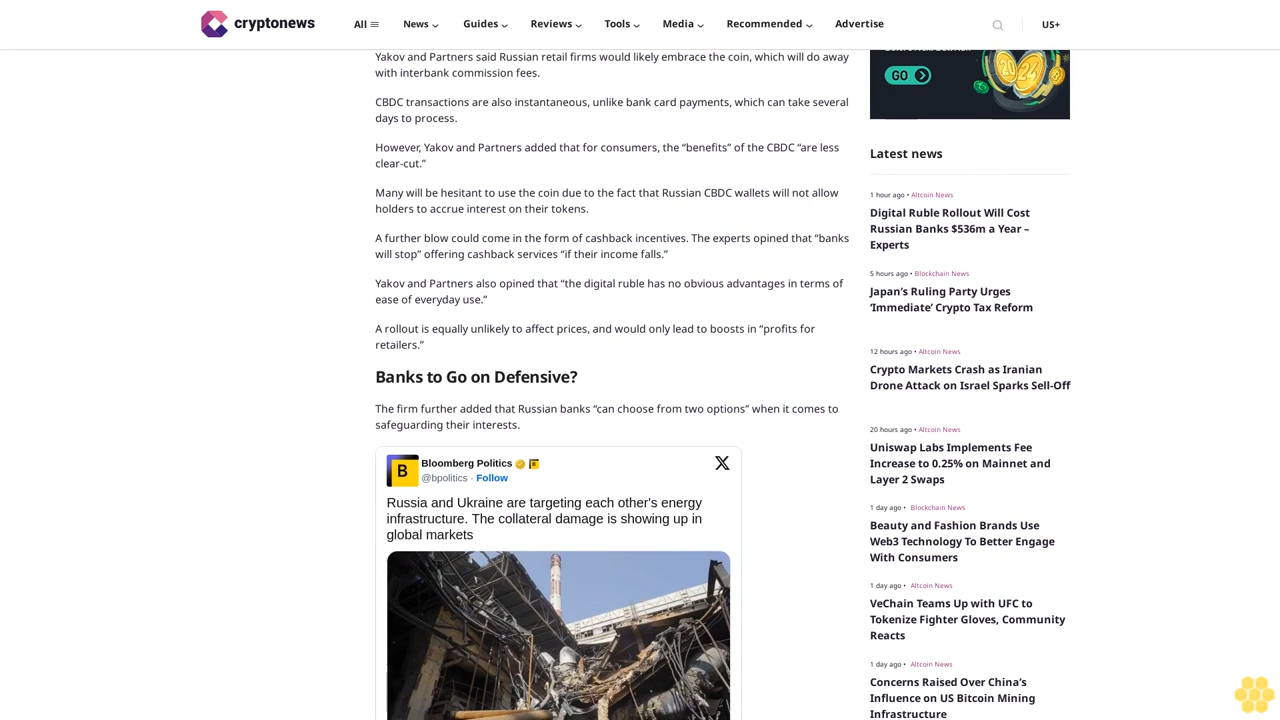 cryptonews
All
News
Guides
Reviews
Tools
Media
Recommended
Advertise
US+
Yakov and Partners said Russian retail firms would likely embrace the coin, which will do away
with interbank commission fees.
CBDC transactions are also instantaneous, unlike bank card payments, which can take several
days to process.
However, Yakov and Partners added that for consumers, the “benefits” of the CBDC “are less
clear-cut.”
Many will be hesitant to use the coin due to the fact that Russian CBDC wallets will not allow
holders to accrue interest on their tokens.
A further blow could come in the form of cashback incentives. The experts opined that “banks
will stop” offering cashback services “if their income falls.”
Yakov and Partners also opined that “the digital ruble has no obvious advantages in terms of
ease of everyday use.”
A rollout is equally unlikely to affect prices, and would only lead to boosts in “profits for
retailers.”
Banks to Go on Defensive?
The firm further added that Russian banks “can choose from two options” when it comes to
safeguarding their interests.
B
Bloomberg Politics
@bpolitics · Follow
Russia and Ukraine are targeting each other's energy
infrastructure. The collateral damage is showing up in
global markets
GO
2024
Latest news
1 hour ago • Altcoin News
Digital Ruble Rollout Will Cost
Russian Banks $536m a Year –
Experts
5 hours ago • Blockchain News
Japan’s Ruling Party Urges
‘Immediate’ Crypto Tax Reform
12 hours ago • Altcoin News
Crypto Markets Crash as Iranian
Drone Attack on Israel Sparks Sell-Off
20 hours ago • Altcoin News
Uniswap Labs Implements Fee
Increase to 0.25% on Mainnet and
Layer 2 Swaps
1 day ago • Blockchain News
Beauty and Fashion Brands Use
Web3 Technology To Better Engage
With Consumers
1 day ago • Altcoin News
VeChain Teams Up with UFC to
Tokenize Fighter Gloves, Community
Reacts
1 day ago • Altcoin News
Concerns Raised Over China’s
Influence on US Bitcoin Mining
Infrastructure